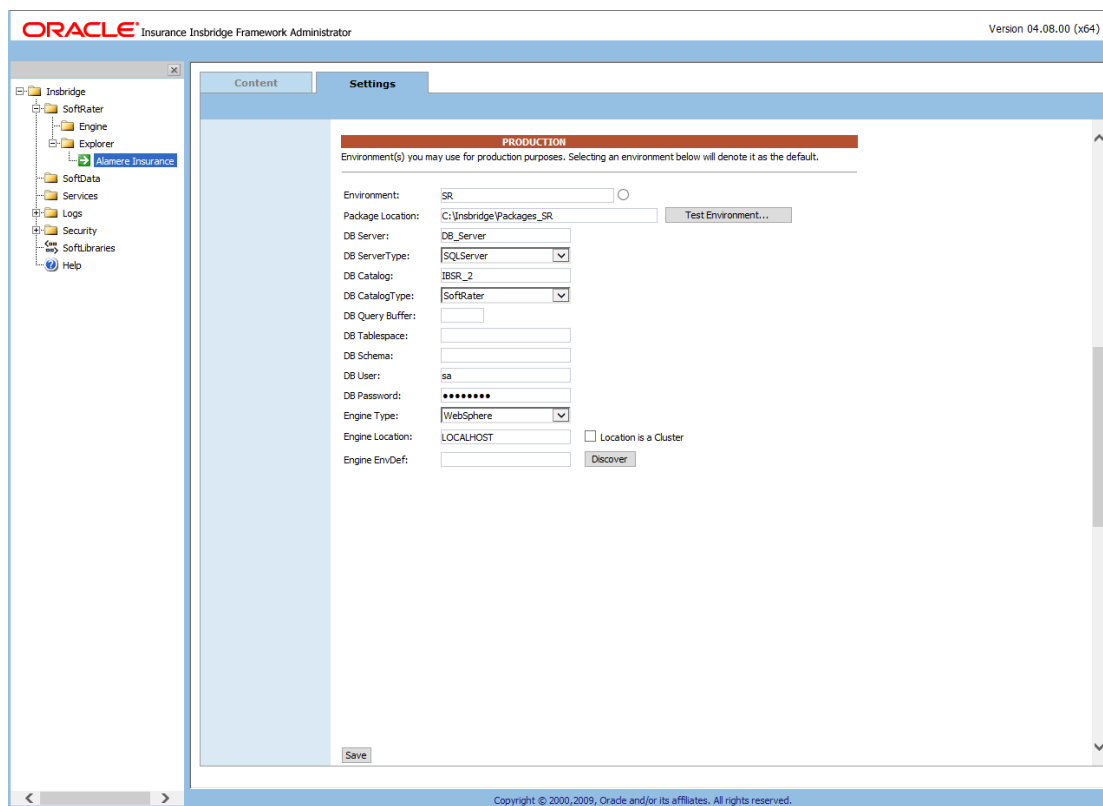 ORACLE® Insurance Insbridge Framework Administrator
Version 04.08.00 (x64)
Insbridge
SoftRater
Engine
Explorer
Alamere Insurance
SoftData
Services
Logs
Security
SoftLibraries
Help
Content
Settings
PRODUCTION
Environment(s) you may use for production purposes. Selecting an environment below will denote it as the default.
Environment: SR
Package Location: C:\Insbridge\Packages_SR Test Environment...
DB Server: DB_Server
DB ServerType: SQLServer
DB Catalog: IBSR_2
DB CatalogType: SoftRater
DB Query Buffer:
DB Tablespace:
DB Schema:
DB User: sa
DB Password: ••••••••
Engine Type: WebSphere
Engine Location: LOCALHOST Location is a Cluster
Engine EnvDef: Discover
Save
Copyright © 2000,2009, Oracle and/or its affiliates. All rights reserved.